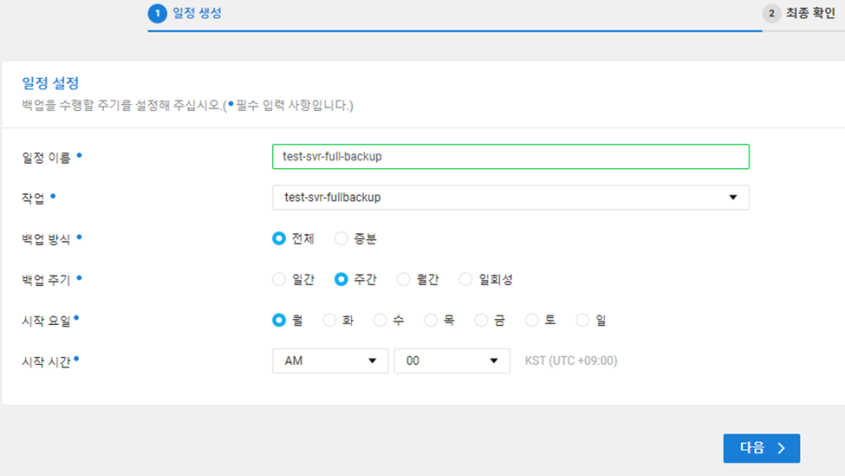 1 일정 생성 2 최종 확인
일정 설정
백업을 수행할 주기를 설정해 주십시오.(• 필수 입력 사항입니다.)
일정 이름 • test-svr-full-backup
작업 • test-svr-fullbackup
백업 방식 • 전체 증분
백업 주기 • 일간 주간 월간 일회성
시작 요일 • 월 화 수 목 금 토 일
시작 시간 • AM 00 KST (UTC +09:00)
다음